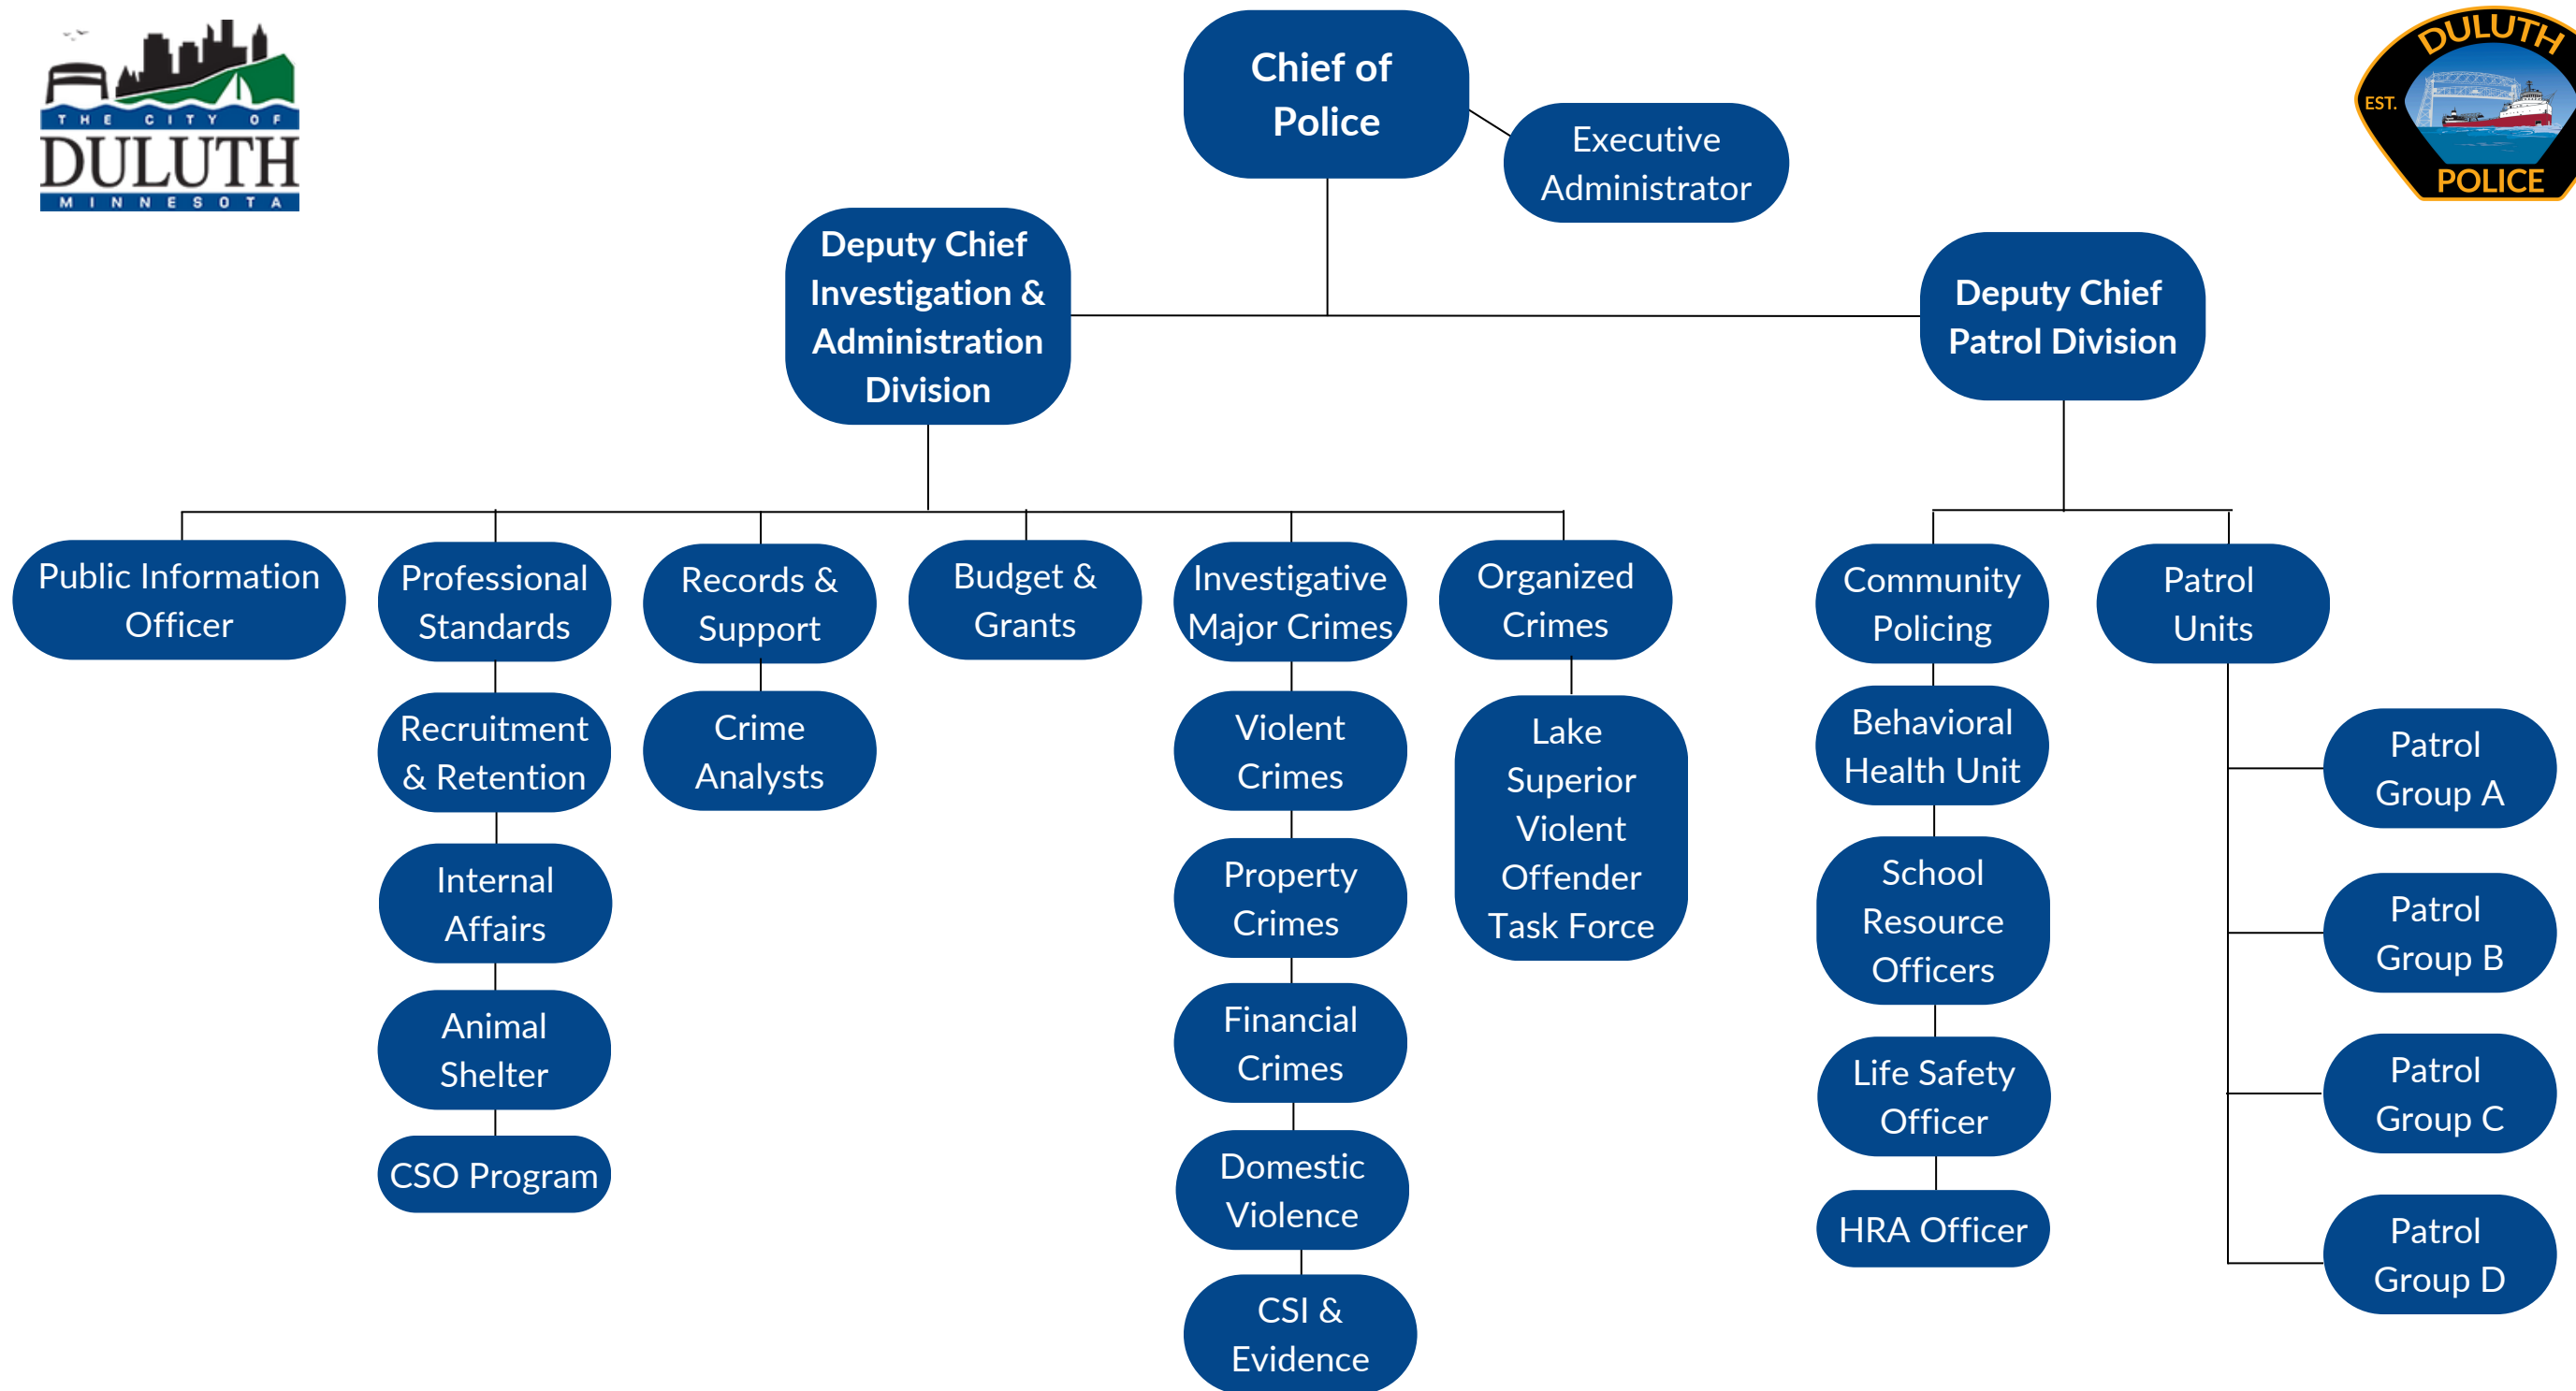 THE CITY OF
DULUTH
MINNESOTA
Chief of
Police
Executive
Administrator
DULUTH
EST.
POLICE
Deputy Chief
Investigation &
Administration
Division
Deputy Chief
Patrol Division
Public Information
Officer
Professional
Standards
Recruitment
& Retention
Internal
Affairs
Animal
Shelter
CSO Program
Records &
Support
Crime
Analysts
Budget &
Grants
Investigative
Major Crimes
Violent
Crimes
Property
Crimes
Financial
Crimes
Domestic
Violence
CSI &
Evidence
Organized
Crimes
Lake
Superior
Violent
Offender
Task Force
Community
Policing
Behavioral
Health Unit
School
Resource
Officers
Life Safety
Officer
HRA Officer
Patrol
Units
Patrol
Group A
Patrol
Group B
Patrol
Group C
Patrol
Group D